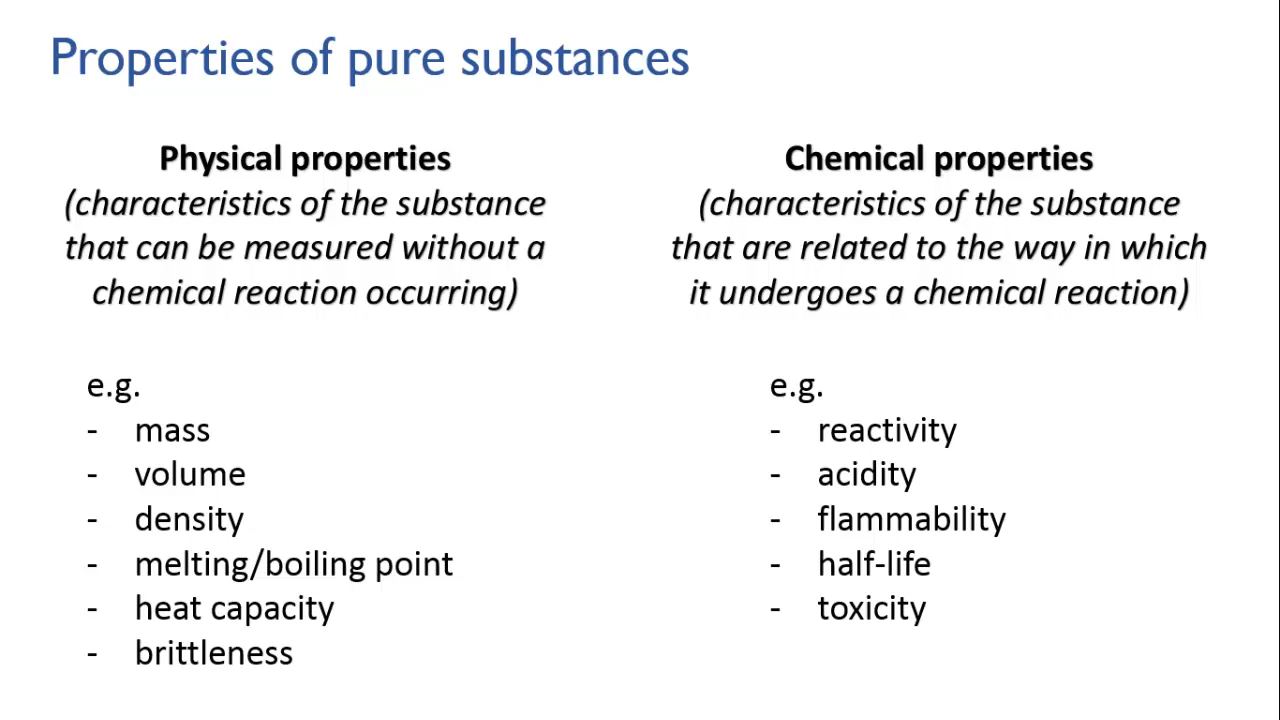 Properties of pure substances
Physical properties
(characteristics of the substance
that can be measured without a
chemical reaction occurring)
e.g.
- mass
- volume
- density
- melting/boiling point
- heat capacity
- brittleness
Chemical properties
(characteristics of the substance
that are related to the way in which
it undergoes a chemical reaction)
e.g.
- reactivity
- acidity
- flammability
- half-life
- toxicity